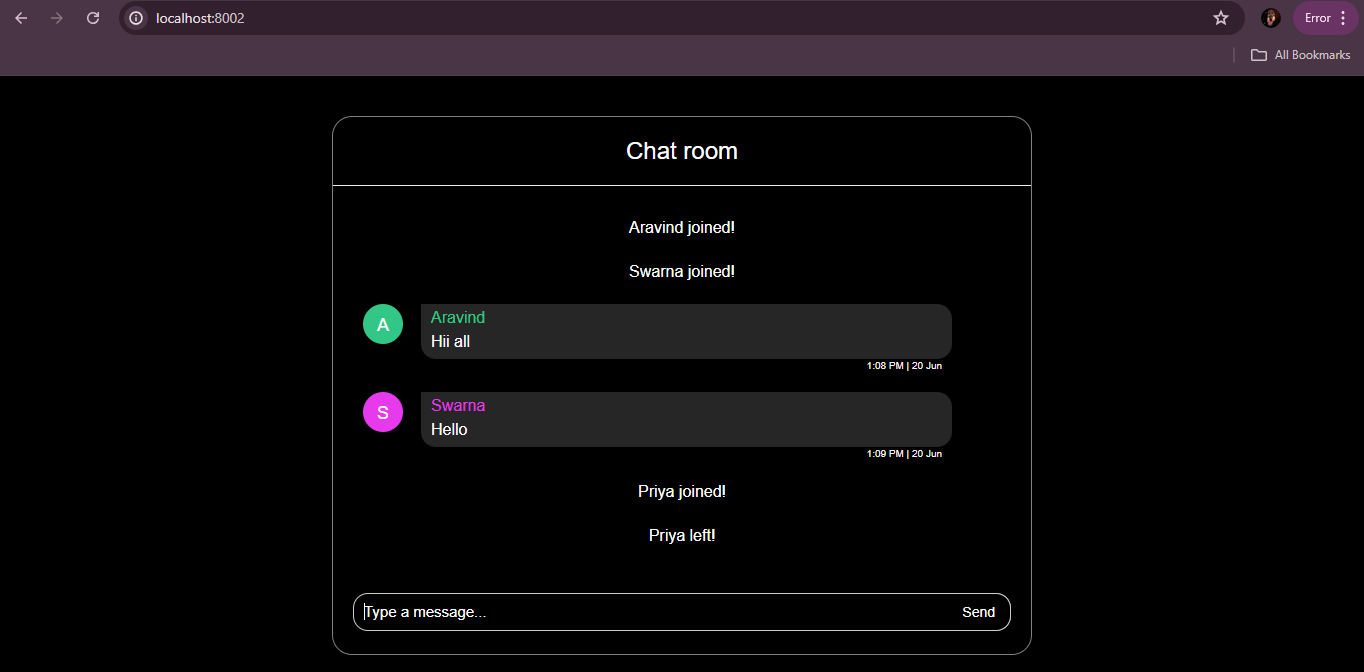 localhost:8002
Error
All Bookmarks
Chat room
Aravind joined!
Swarna joined!
A
Aravind
Hii all
1:08 PM | 20 Jun
S
Swarna
Hello
1:09 PM | 20 Jun
Priya joined!
Priya left!
Type a message... Send